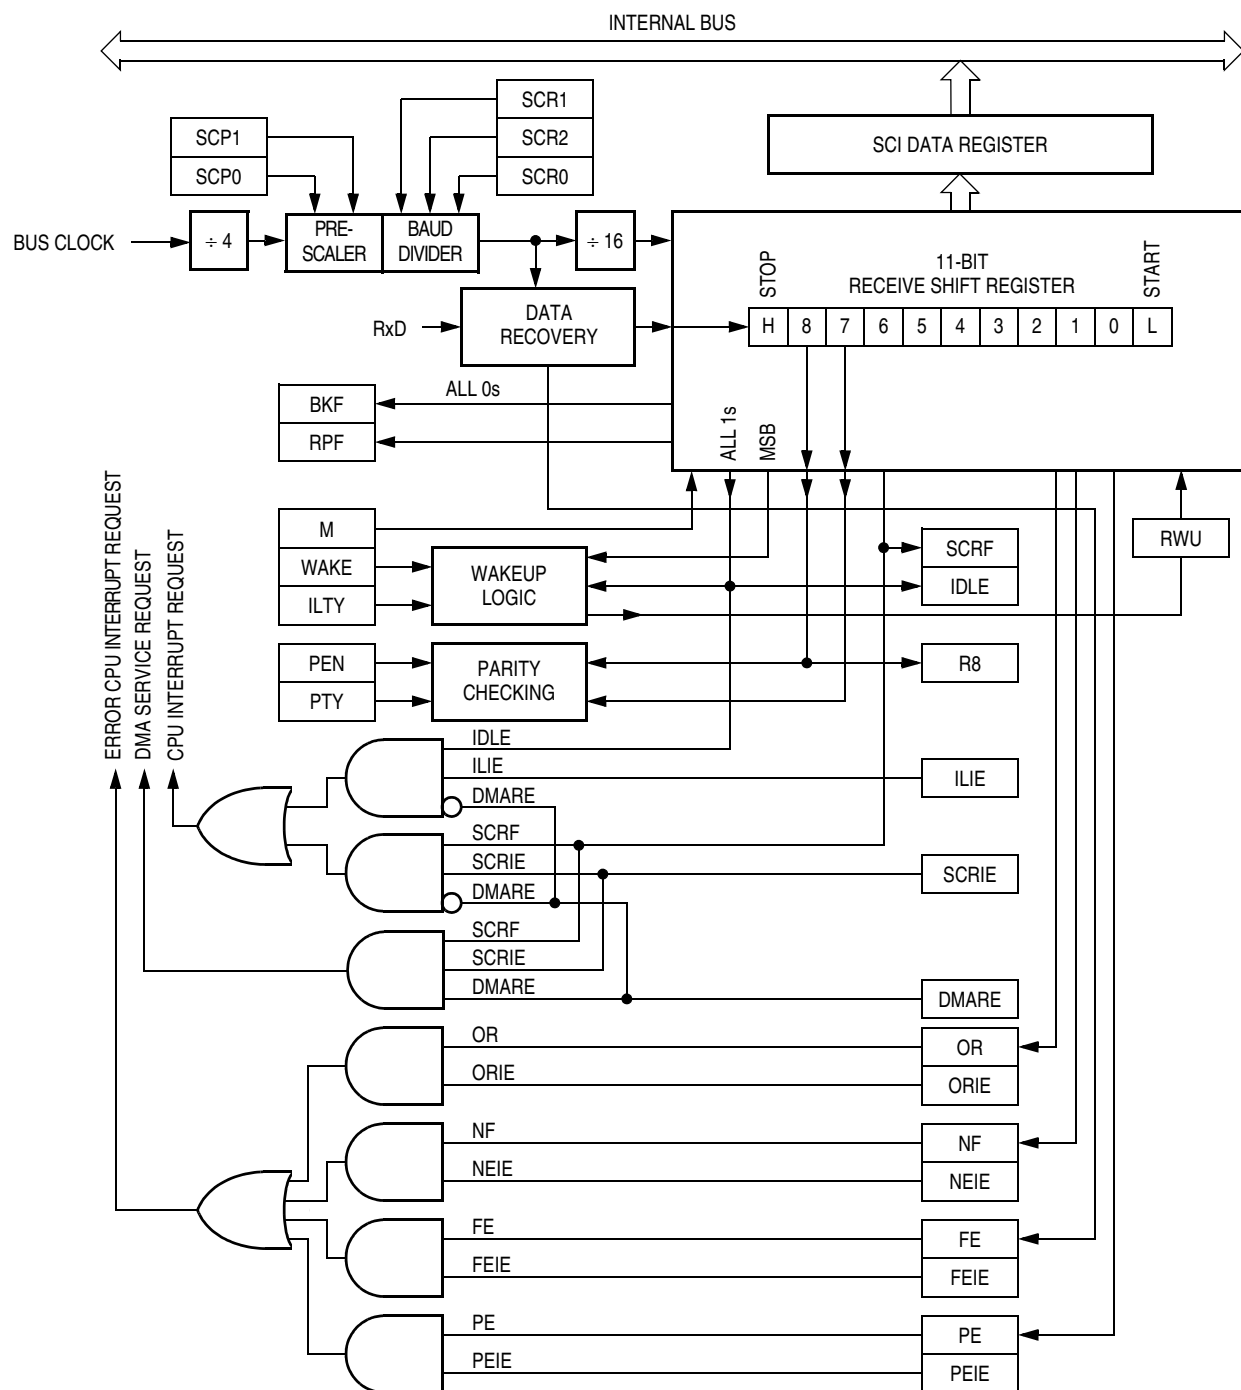 INTERNAL BUS
SCR1
SCP1
SCR2
SCI DATA REGISTER
SCP0
SCR0
BUS CLOCK
÷ 4
PRE-
SCALER
BAUD
DIVIDER
÷ 16
STOP
11-BIT
RECEIVE SHIFT REGISTER
START
RxD
DATA
RECOVERY
H 8 7 6 5 4 3 2 1 0 L
BKF
ALL 0s
RPF
ALL 1s
MSB
ERROR CPU INTERRUPT REQUEST
DMA SERVICE REQUEST
CPU INTERRUPT REQUEST
M
WAKE
ILTY
WAKEUP
LOGIC
SCRF
IDLE
RWU
PEN
PTY
PARITY
CHECKING
R8
IDLE
ILIE
DMARE
ILIE
SCRF
SCRIE
DMARE
SCRIE
SCRF
SCRIE
DMARE
DMARE
OR
ORIE
OR
ORIE
NF
NEIE
NF
NEIE
FE
FEIE
FE
FEIE
PE
PEIE
PE
PEIE